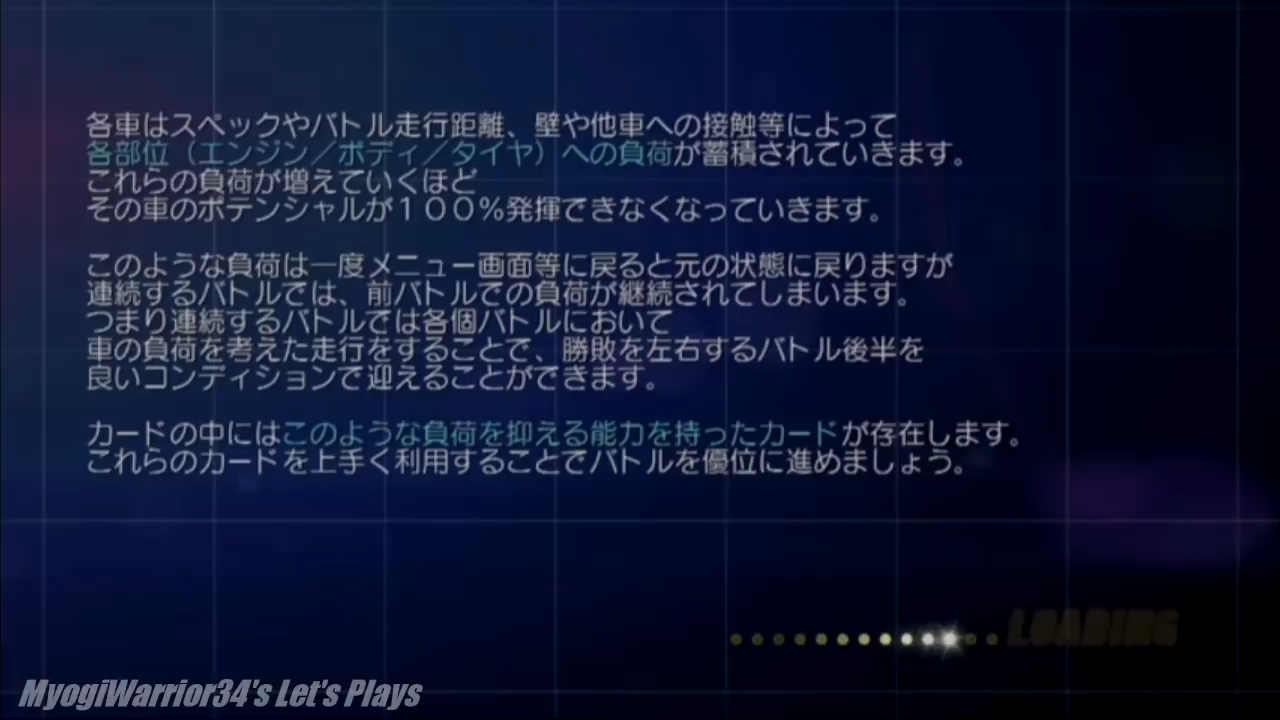 各車はスペックやバトル走行距離、壁や他車への接触等によって
各部位（エンジン／ボディ／タイヤ）への負荷が蓄積されていきます。
これらの負荷が増えていくほど
その車のポテンシャルが１００％発揮できなくなっていきます。
このような負荷は一度メニュー画面等に戻ると元の状態に戻りますが
連続するバトルでは、前バトルでの負荷が継続されてしまいます。
つまり連続するバトルでは各個バトルにおいて
車の負荷を考えた走行をすることで、勝敗を左右するバトル後半を
良いコンディションで迎えることができます。
カードの中にはこのような負荷を抑える能力を持ったカードが存在します。
これらのカードを上手く利用することでバトルを優位に進めましょう。
LOADING
MyogiWarrior34's Let's Plays